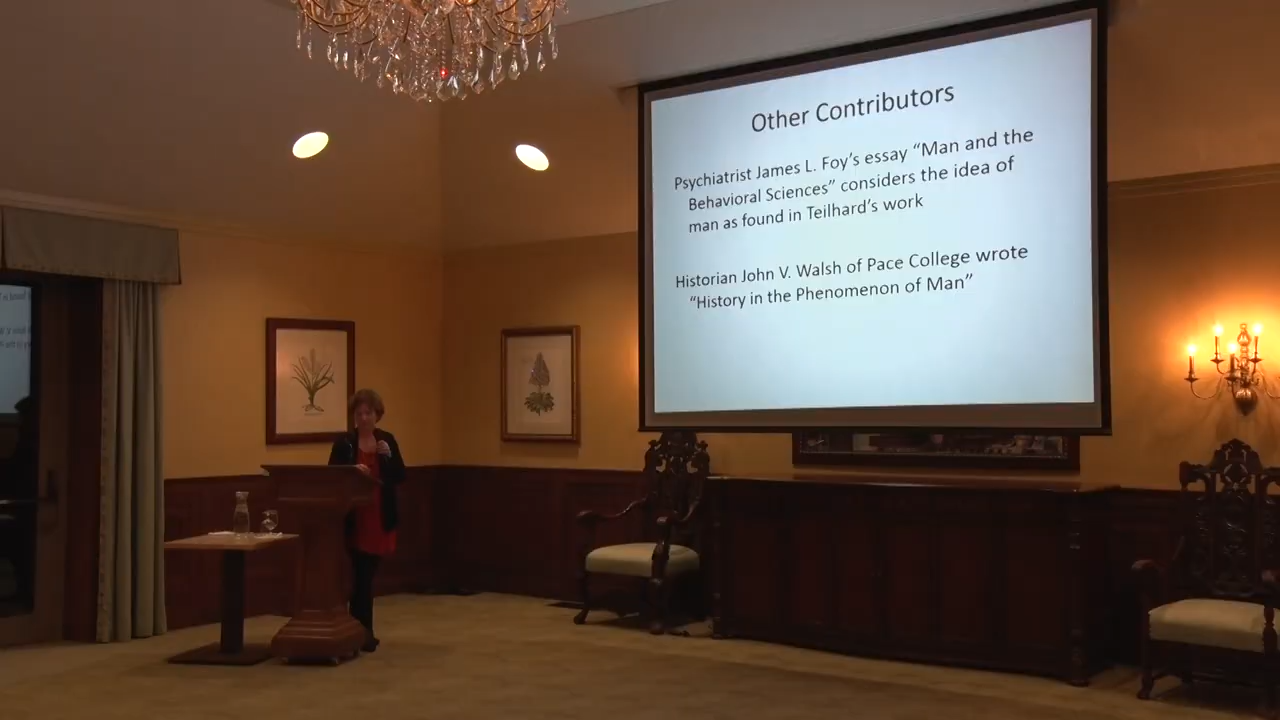 Other Contributors
Psychiatrist James L. Foy's essay “Man and the
Behavioral Sciences” considers the idea of
man as found in Teilhard's work
Historian John V. Walsh of Pace College wrote
“History in the Phenomenon of Man”